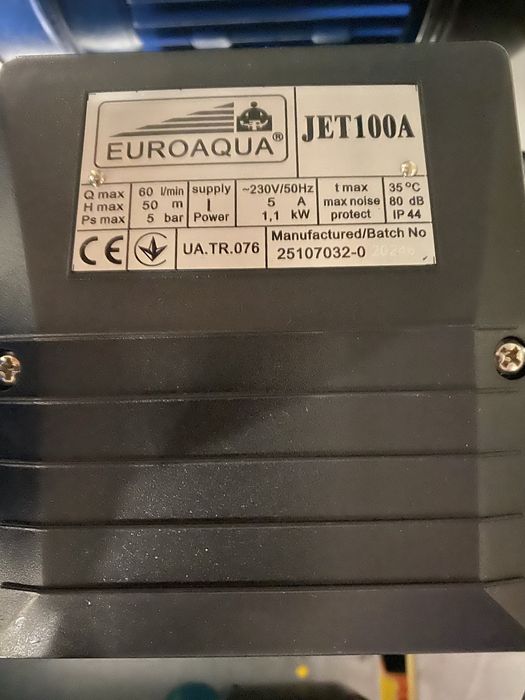 EUROAQUA®
JET100A
Q max 60 l/min supply ~230V/50Hz t max 35 °C
H max 50 m I 5 A max noise 80 dB
Ps max 5 bar Power 1,1 kW protect IP 44
CE UA.TR.076 Manufactured/Batch No
25107032-0